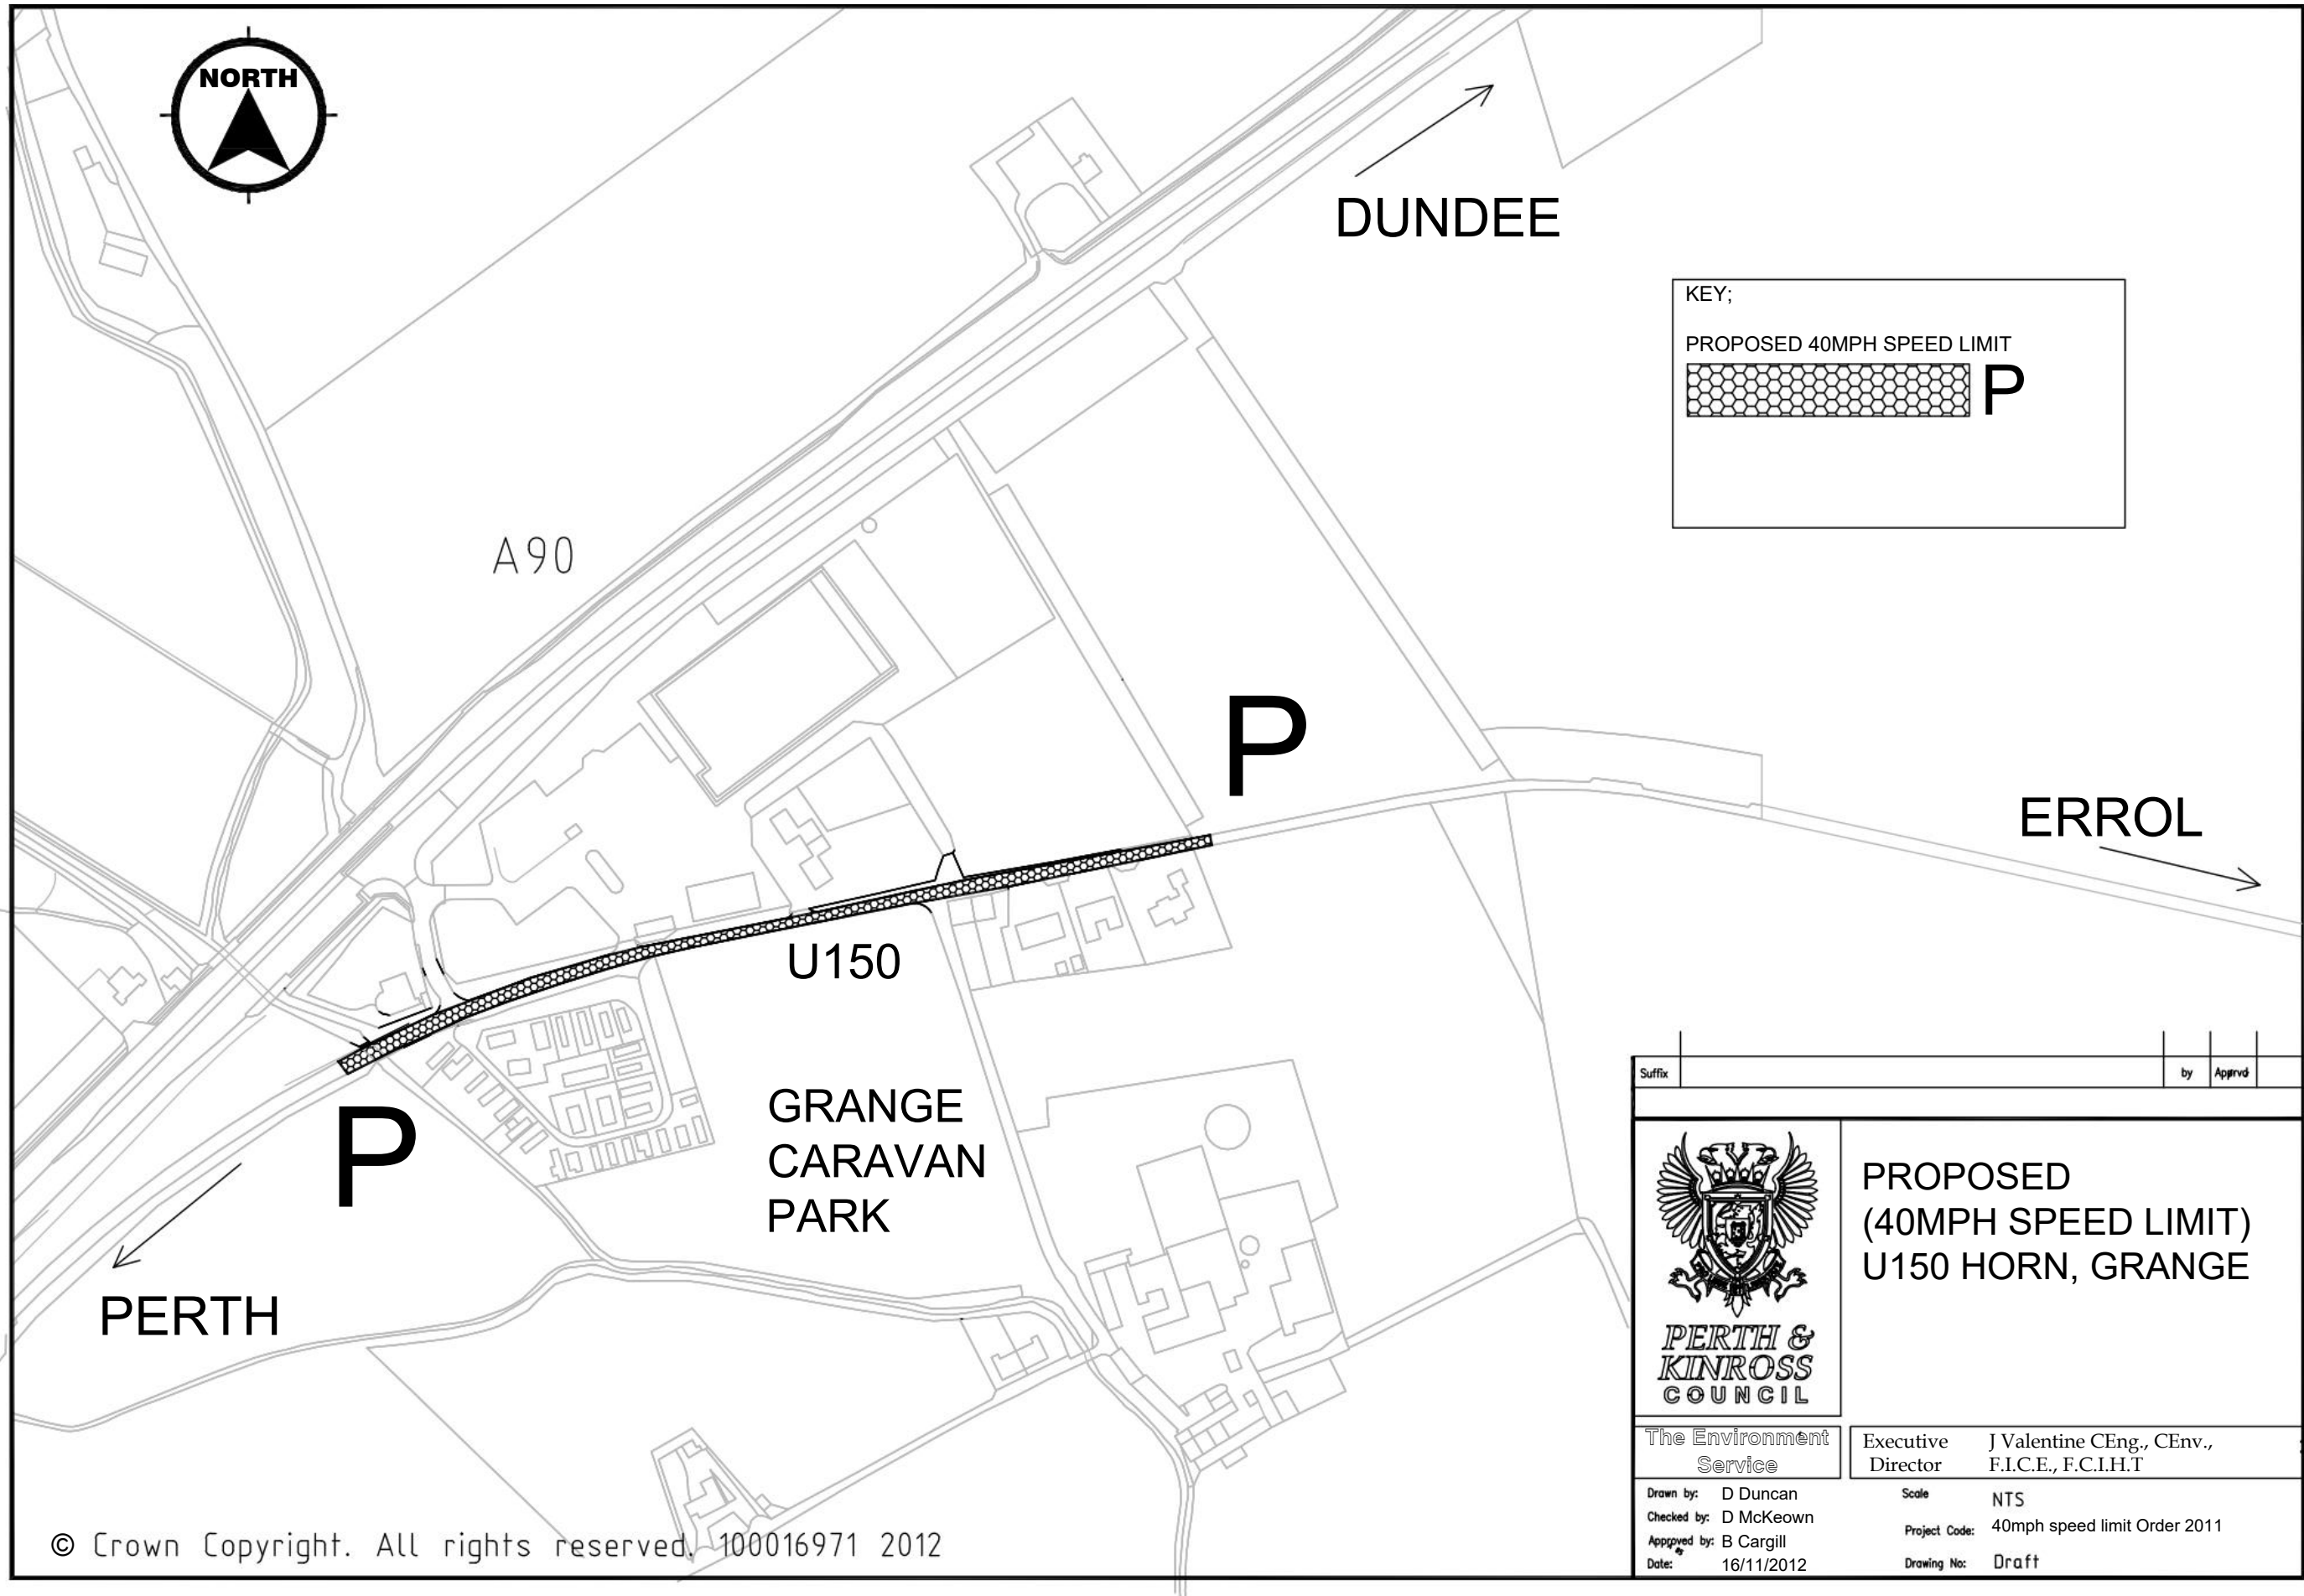 NORTH
DUNDEE
KEY;
PROPOSED 40MPH SPEED LIMIT
P
A90
P
ERROL
U150
P
GRANGE
CARAVAN
PARK
PERTH
Suffix by Apprvd
PROPOSED
(40MPH SPEED LIMIT)
U150 HORN, GRANGE
PERTH &
KINROSS
COUNCIL
The Environment
Service
Executive Director J Valentine CEng., CEnv.,
F.I.C.E., F.C.I.H.T
Drawn by: D Duncan
Checked by: D McKeown
Approved by: B Cargill
Date: 16/11/2012
Scale NTS
Project Code: 40mph speed limit Order 2011
Drawing No: Draft
© Crown Copyright. All rights reserved. 100016971 2012